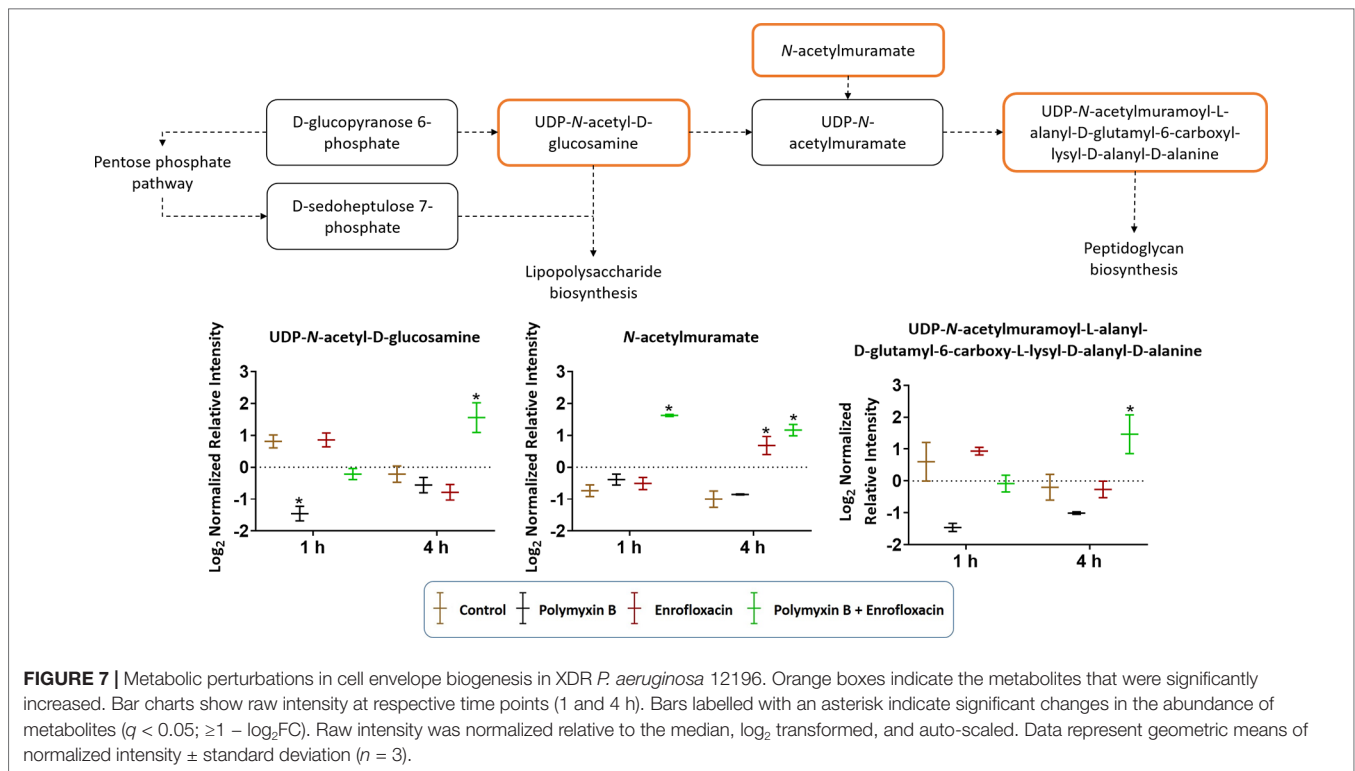 N-acetylmuramate
D-glucopyranose 6-
phosphate
UDP-N-acetyl-D-
glucosamine
UDP-N-
acetylmuramate
UDP-N-acetylmuramoyl-L-
alanyl-D-glutamyl-6-carboxyl-
lysyl-D-alanyl-D-alanine
Pentose phosphate
pathway
D-sedoheptulose 7-
phosphate
Lipopolysaccharide
biosynthesis
Peptidoglycan
biosynthesis
UDP-N-acetyl-D-glucosamine
Log2 Normalized Relative Intensity
3
2
1
0
-1
-2
*
*
1 h
4 h
N-acetylmuramate
Log2 Normalized Relative Intensity
3
2
1
0
-1
-2
*
*
*
1 h
4 h
UDP-N-acetylmuramoyl-L-alanyl-
D-glutamyl-6-carboxy-L-lysyl-D-alanyl-D-alanine
Log2 Normalized
Relative Intensity
3
2
1
0
-1
-2
*
1 h
4 h
Control Polymyxin B Enrofloxacin Polymyxin B + Enrofloxacin
FIGURE 7 | Metabolic perturbations in cell envelope biogenesis in XDR P. aeruginosa 12196. Orange boxes indicate the metabolites that were significantly
increased. Bar charts show raw intensity at respective time points (1 and 4 h). Bars labelled with an asterisk indicate significant changes in the abundance of
metabolites (q < 0.05; ≥1 − log2FC). Raw intensity was normalized relative to the median, log2 transformed, and auto-scaled. Data represent geometric means of
normalized intensity ± standard deviation (n = 3).